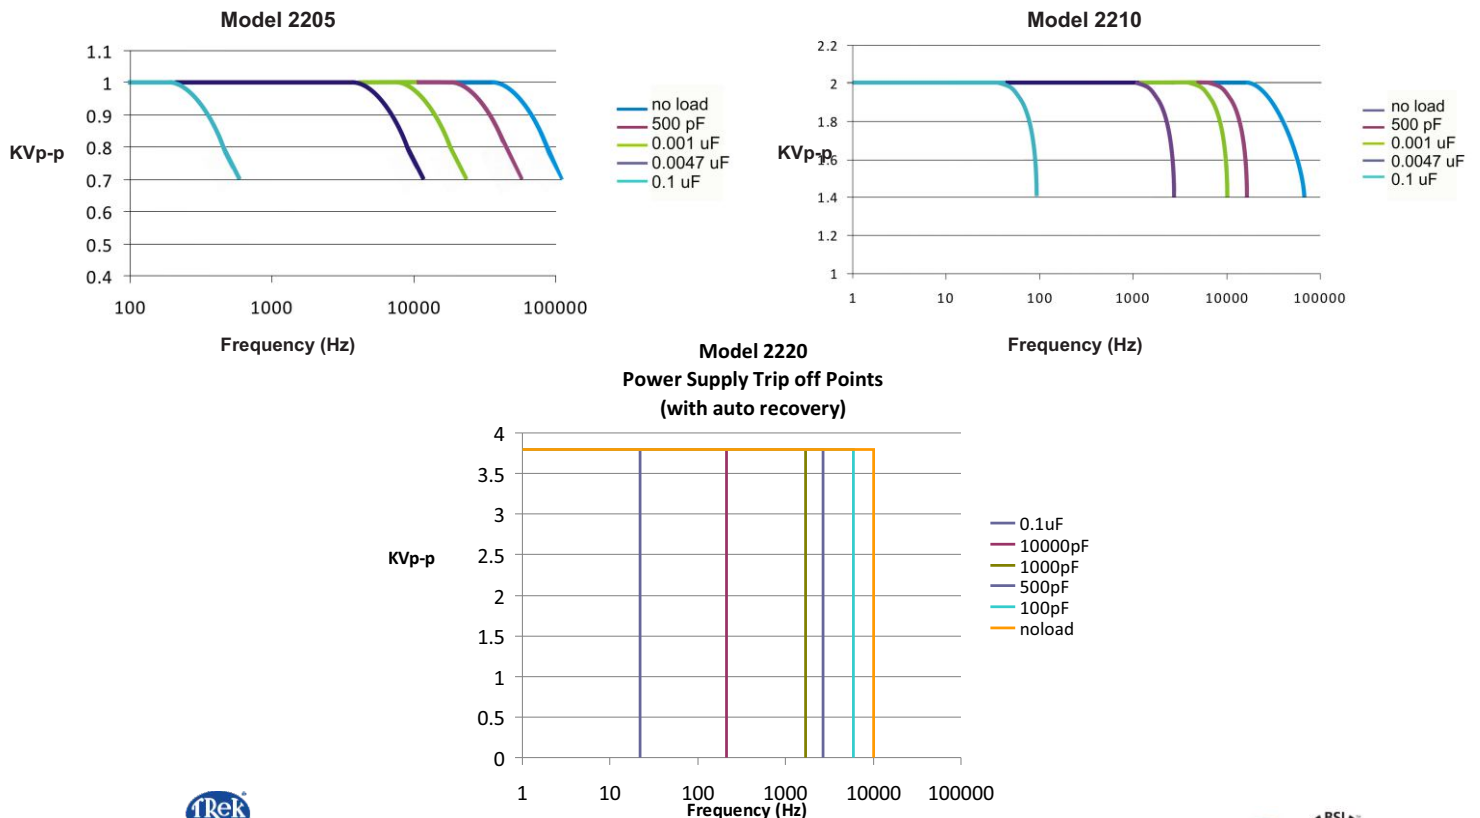 Model 2205
1.1
1
0.9
0.8
0.7
0.6
0.5
0.4
KVp-p
100
1000
10000
100000
Frequency (Hz)
no load
500 pF
0.001 uF
0.0047 uF
0.1 uF
Model 2210
2.2
2
1.8
1.6
1.4
1.2
1
KVp-p
1
10
100
1000
10000
100000
Frequency (Hz)
no load
500 pF
0.001 uF
0.0047 uF
0.1 uF
Model 2220
Power Supply Trip off Points
(with auto recovery)
4
3.5
3
2.5
2
1.5
1
0.5
0
KVp-p
1
10
100
1000
10000
100000
Frequency (Hz)
0.1uF
10000pF
1000pF
500pF
100pF
noload
TReK
BSI